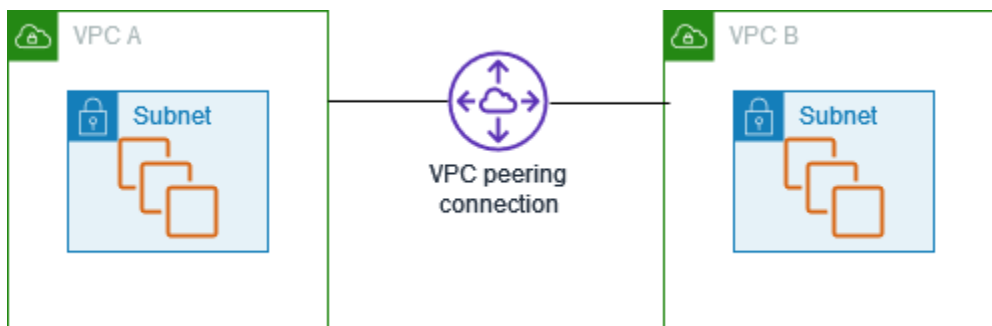 VPC A
VPC B
Subnet
Subnet
VPC peering
connection